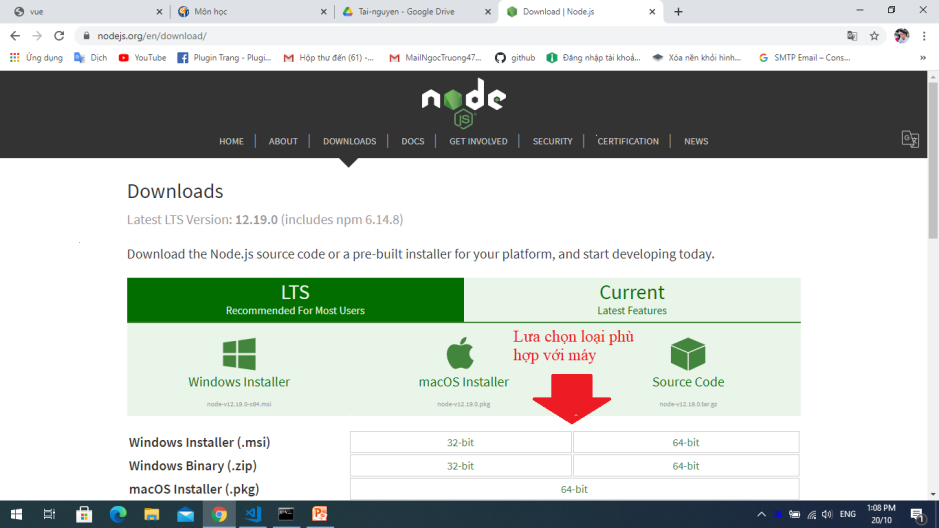 vue
Môn học
Tai-nguyen - Google Drive
Download | Node.js
nodejs.org/en/download/
Ứng dụng
Dịch
YouTube
Plugin Trang - Plugi...
Hộp thư đến (61) -...
MailNgocTruong47...
github
Đăng nhập tài khoả...
Xóa nền khỏi hình...
SMTP Email – Cons...
node
JS
HOME
ABOUT
DOWNLOADS
DOCS
GET INVOLVED
SECURITY
CERTIFICATION
NEWS
Downloads
Latest LTS Version: 12.19.0 (includes npm 6.14.8)
Download the Node.js source code or a pre-built installer for your platform, and start developing today.
LTS
Recommended For Most Users
Current
Latest Features
Lưa chọn loại phù
hợp với máy
Windows Installer
node-v12.19.0-x64.msi
macOS Installer
node-v12.19.0.pkg
Source Code
node-v12.19.0.tar.gz
Windows Installer (.msi)
32-bit
64-bit
Windows Binary (.zip)
32-bit
64-bit
macOS Installer (.pkg)
64-bit
ENG
1:08 PM
20/10
1